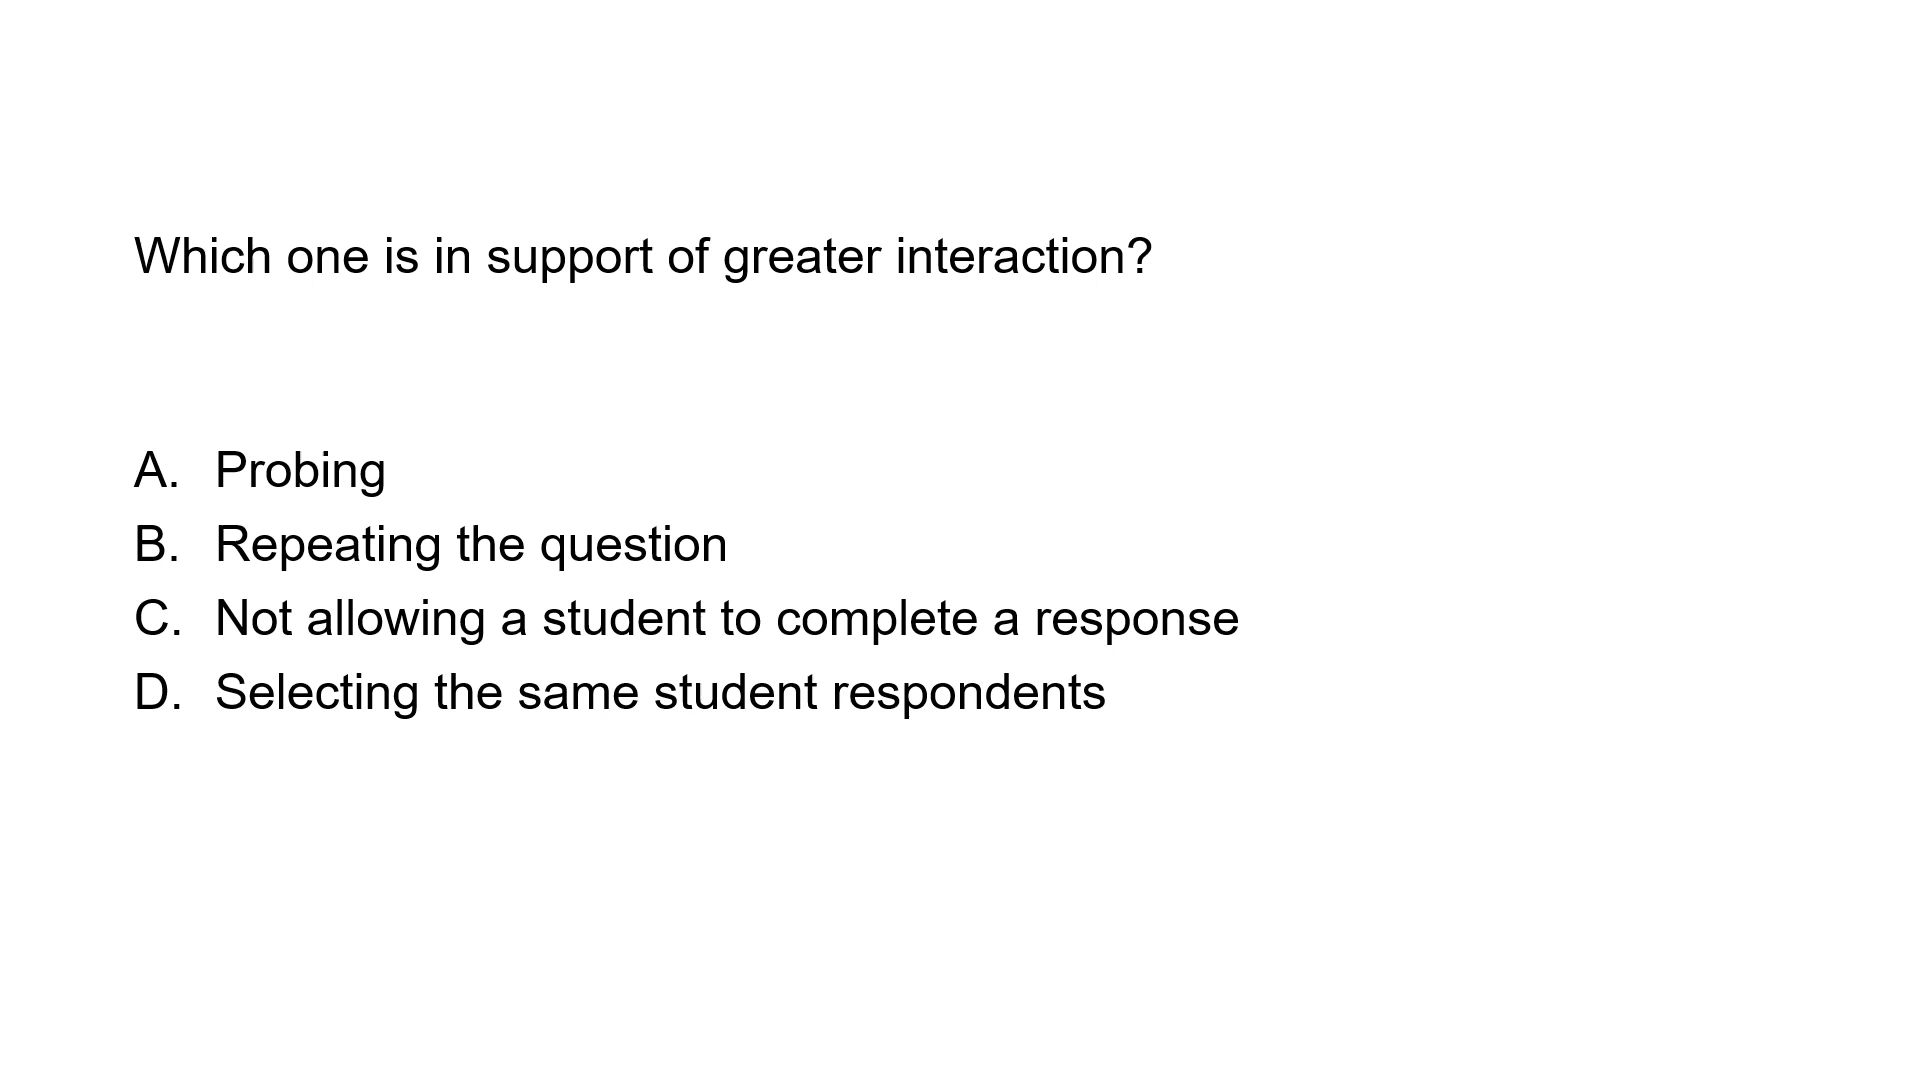 Which one is in support of greater interaction?
A. Probing
B. Repeating the question
C. Not allowing a student to complete a response
D. Selecting the same student respondents